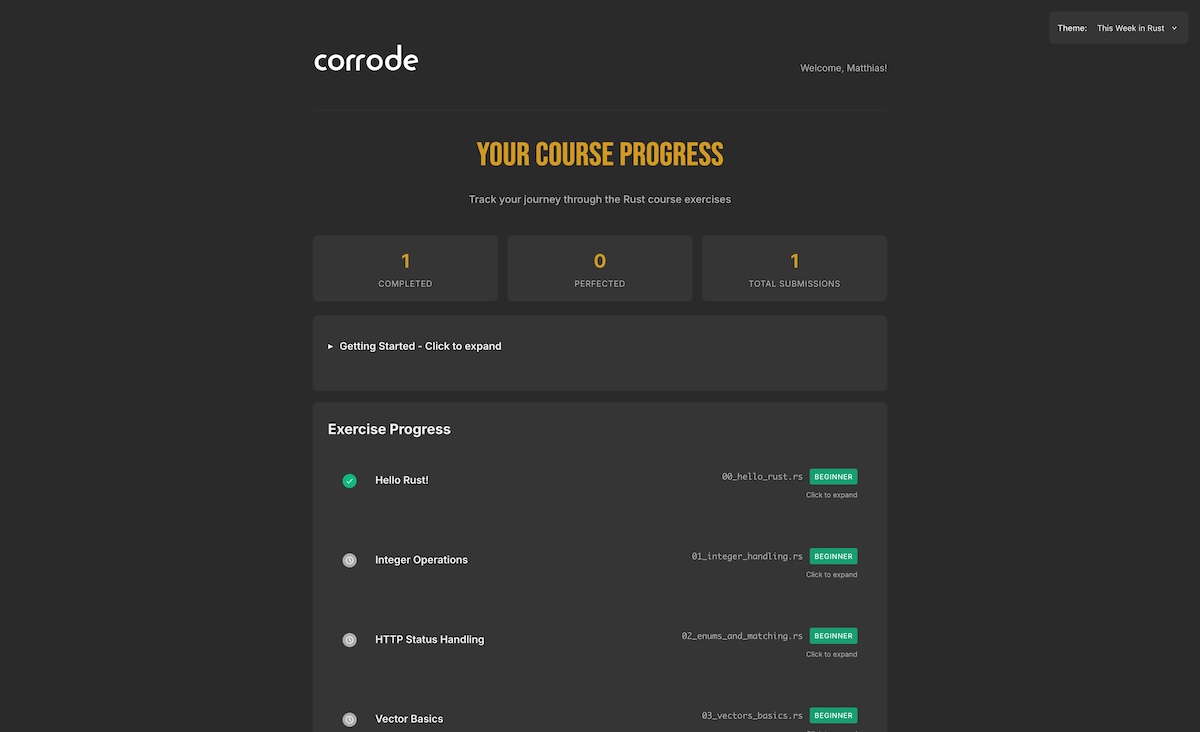 Theme: This Week in Rust
corrode
Welcome, Matthias!
YOUR COURSE PROGRESS
Track your journey through the Rust course exercises
1
COMPLETED
0
PERFECTED
1
TOTAL SUBMISSIONS
Getting Started - Click to expand
Exercise Progress
Hello Rust! 00_hello_rust.rs BEGINNER
Click to expand
Integer Operations 01_integer_handling.rs BEGINNER
Click to expand
HTTP Status Handling 02_enums_and_matching.rs BEGINNER
Click to expand
Vector Basics 03_vectors_basics.rs BEGINNER